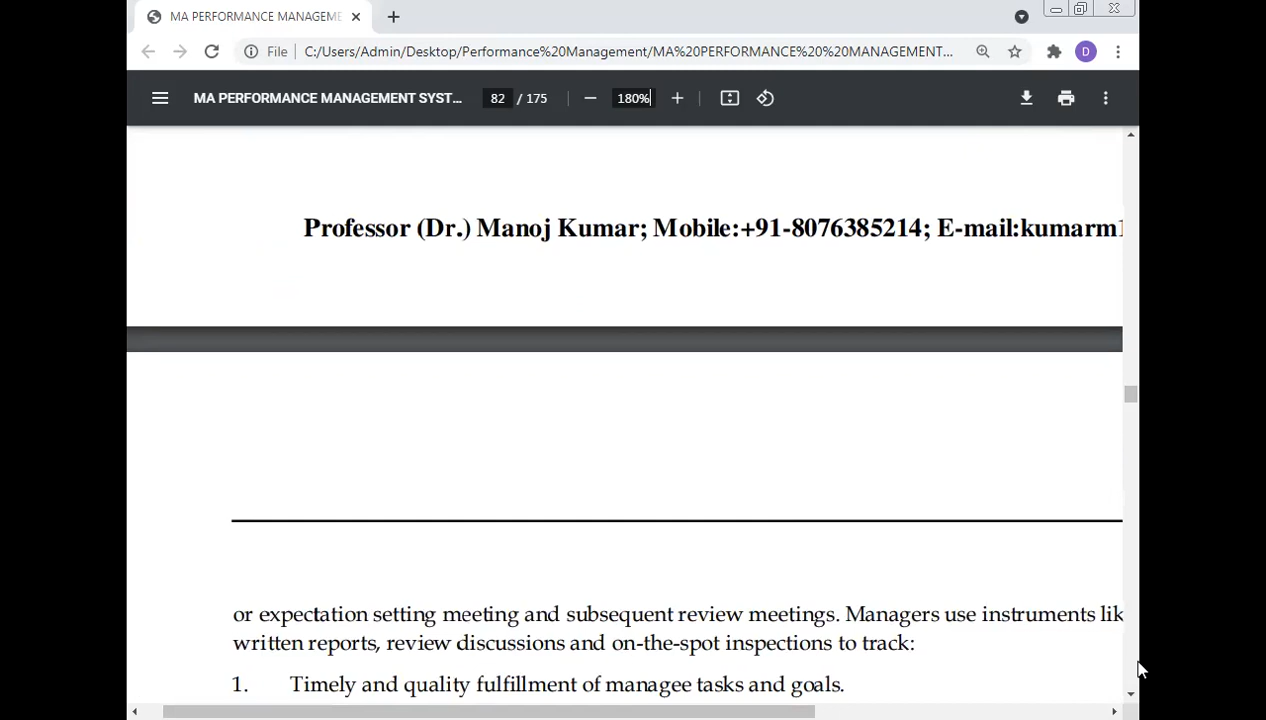 MA PERFORMANCE MANAGEME
File C:/Users/Admin/Desktop/Performance%20Management/MA%20PERFORMANCE%20%20MANAGEMENT...
D
MA PERFORMANCE MANAGEMENT SYST... 82 / 175 180%
Professor (Dr.) Manoj Kumar; Mobile:+91-8076385214; E-mail:kumarm1
or expectation setting meeting and subsequent review meetings. Managers use instruments lik
written reports, review discussions and on-the-spot inspections to track:
1. Timely and quality fulfillment of managee tasks and goals.